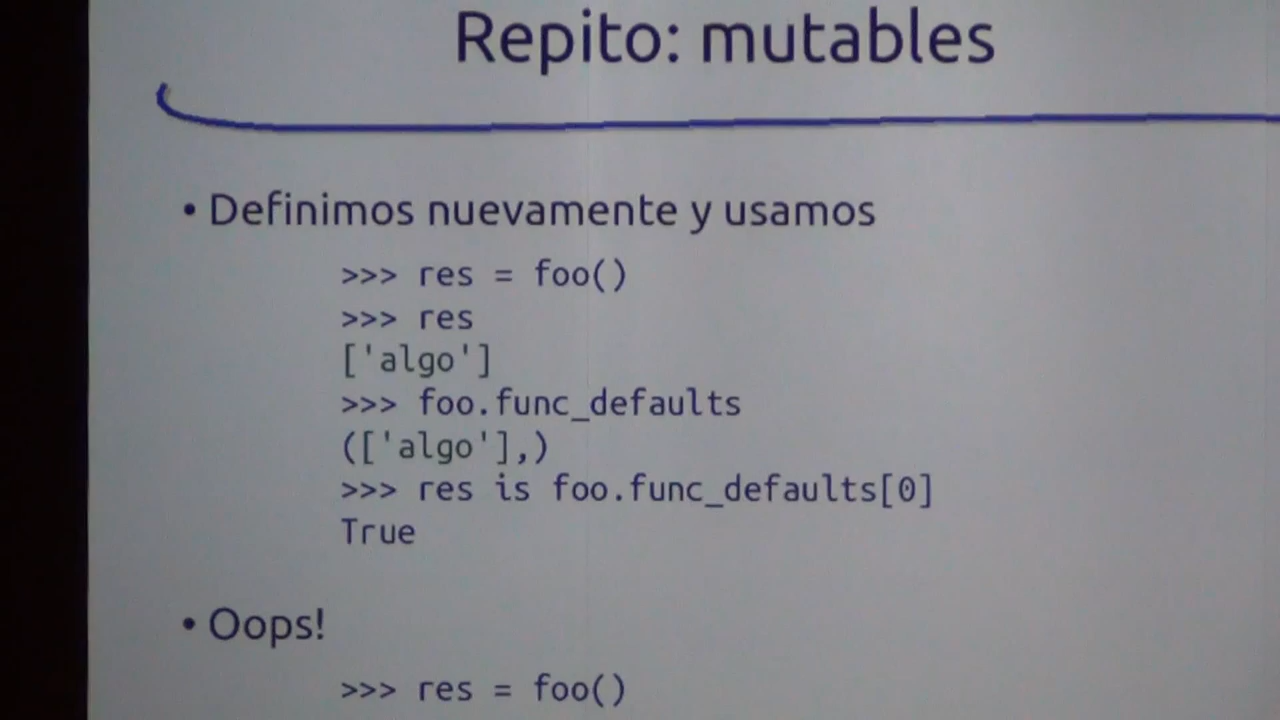 Repito: mutables
• Definimos nuevamente y usamos
>>> res = foo()
>>> res
['algo']
>>> foo.func_defaults
(['algo'],)
>>> res is foo.func_defaults[0]
True
• Oops!
>>> res = foo()